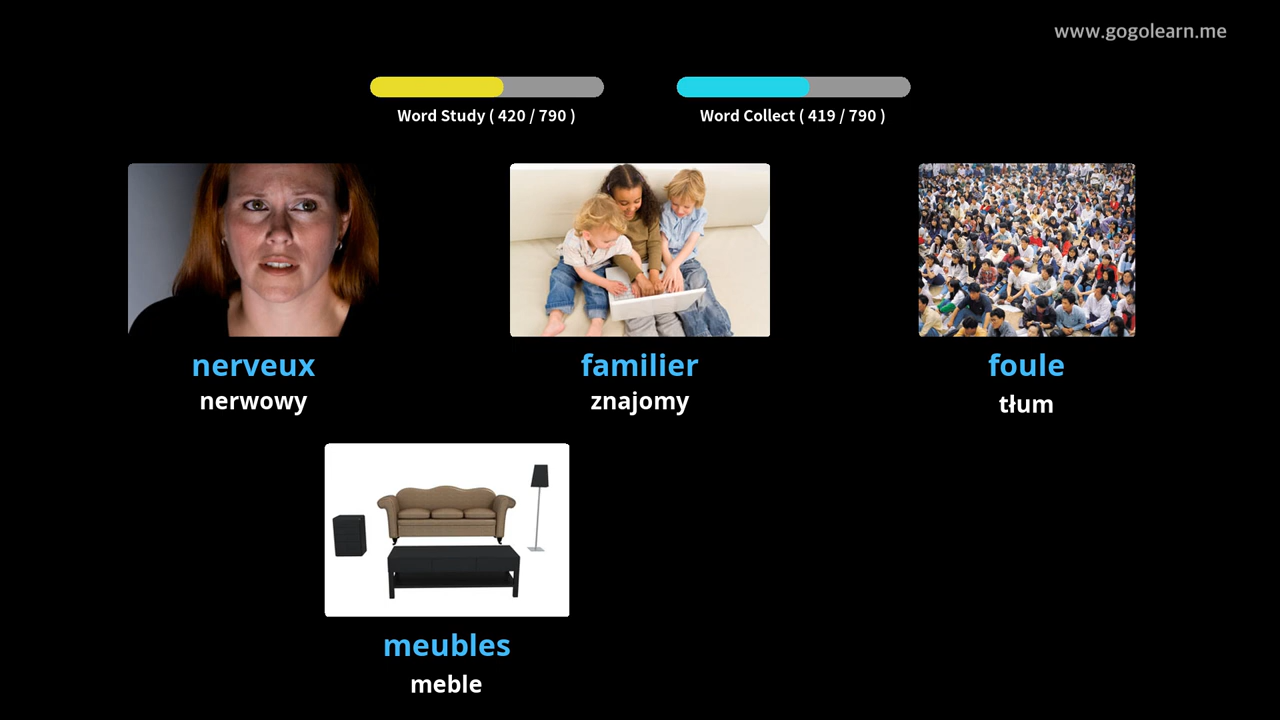 www.gogolearn.me
Word Study ( 420 / 790 )
Word Collect ( 419 / 790 )
nerveux
nerwowy
familier
znajomy
foule
tłum
meubles
meble